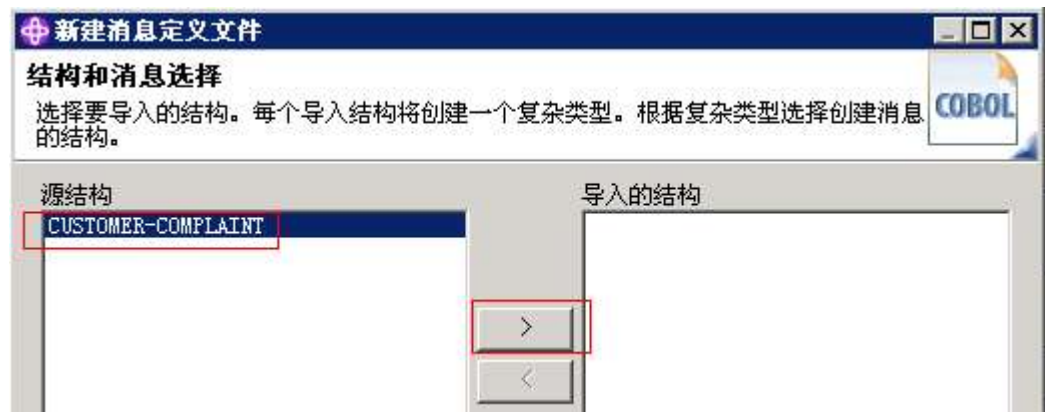 新建消息定义文件
结构和消息选择
选择要导入的结构。每个导入结构将创建一个复杂类型。根据复杂类型选择创建消息
的结构。
COBOL
源结构
导入的结构
CUSTOMER-COMPLAINT
>
<